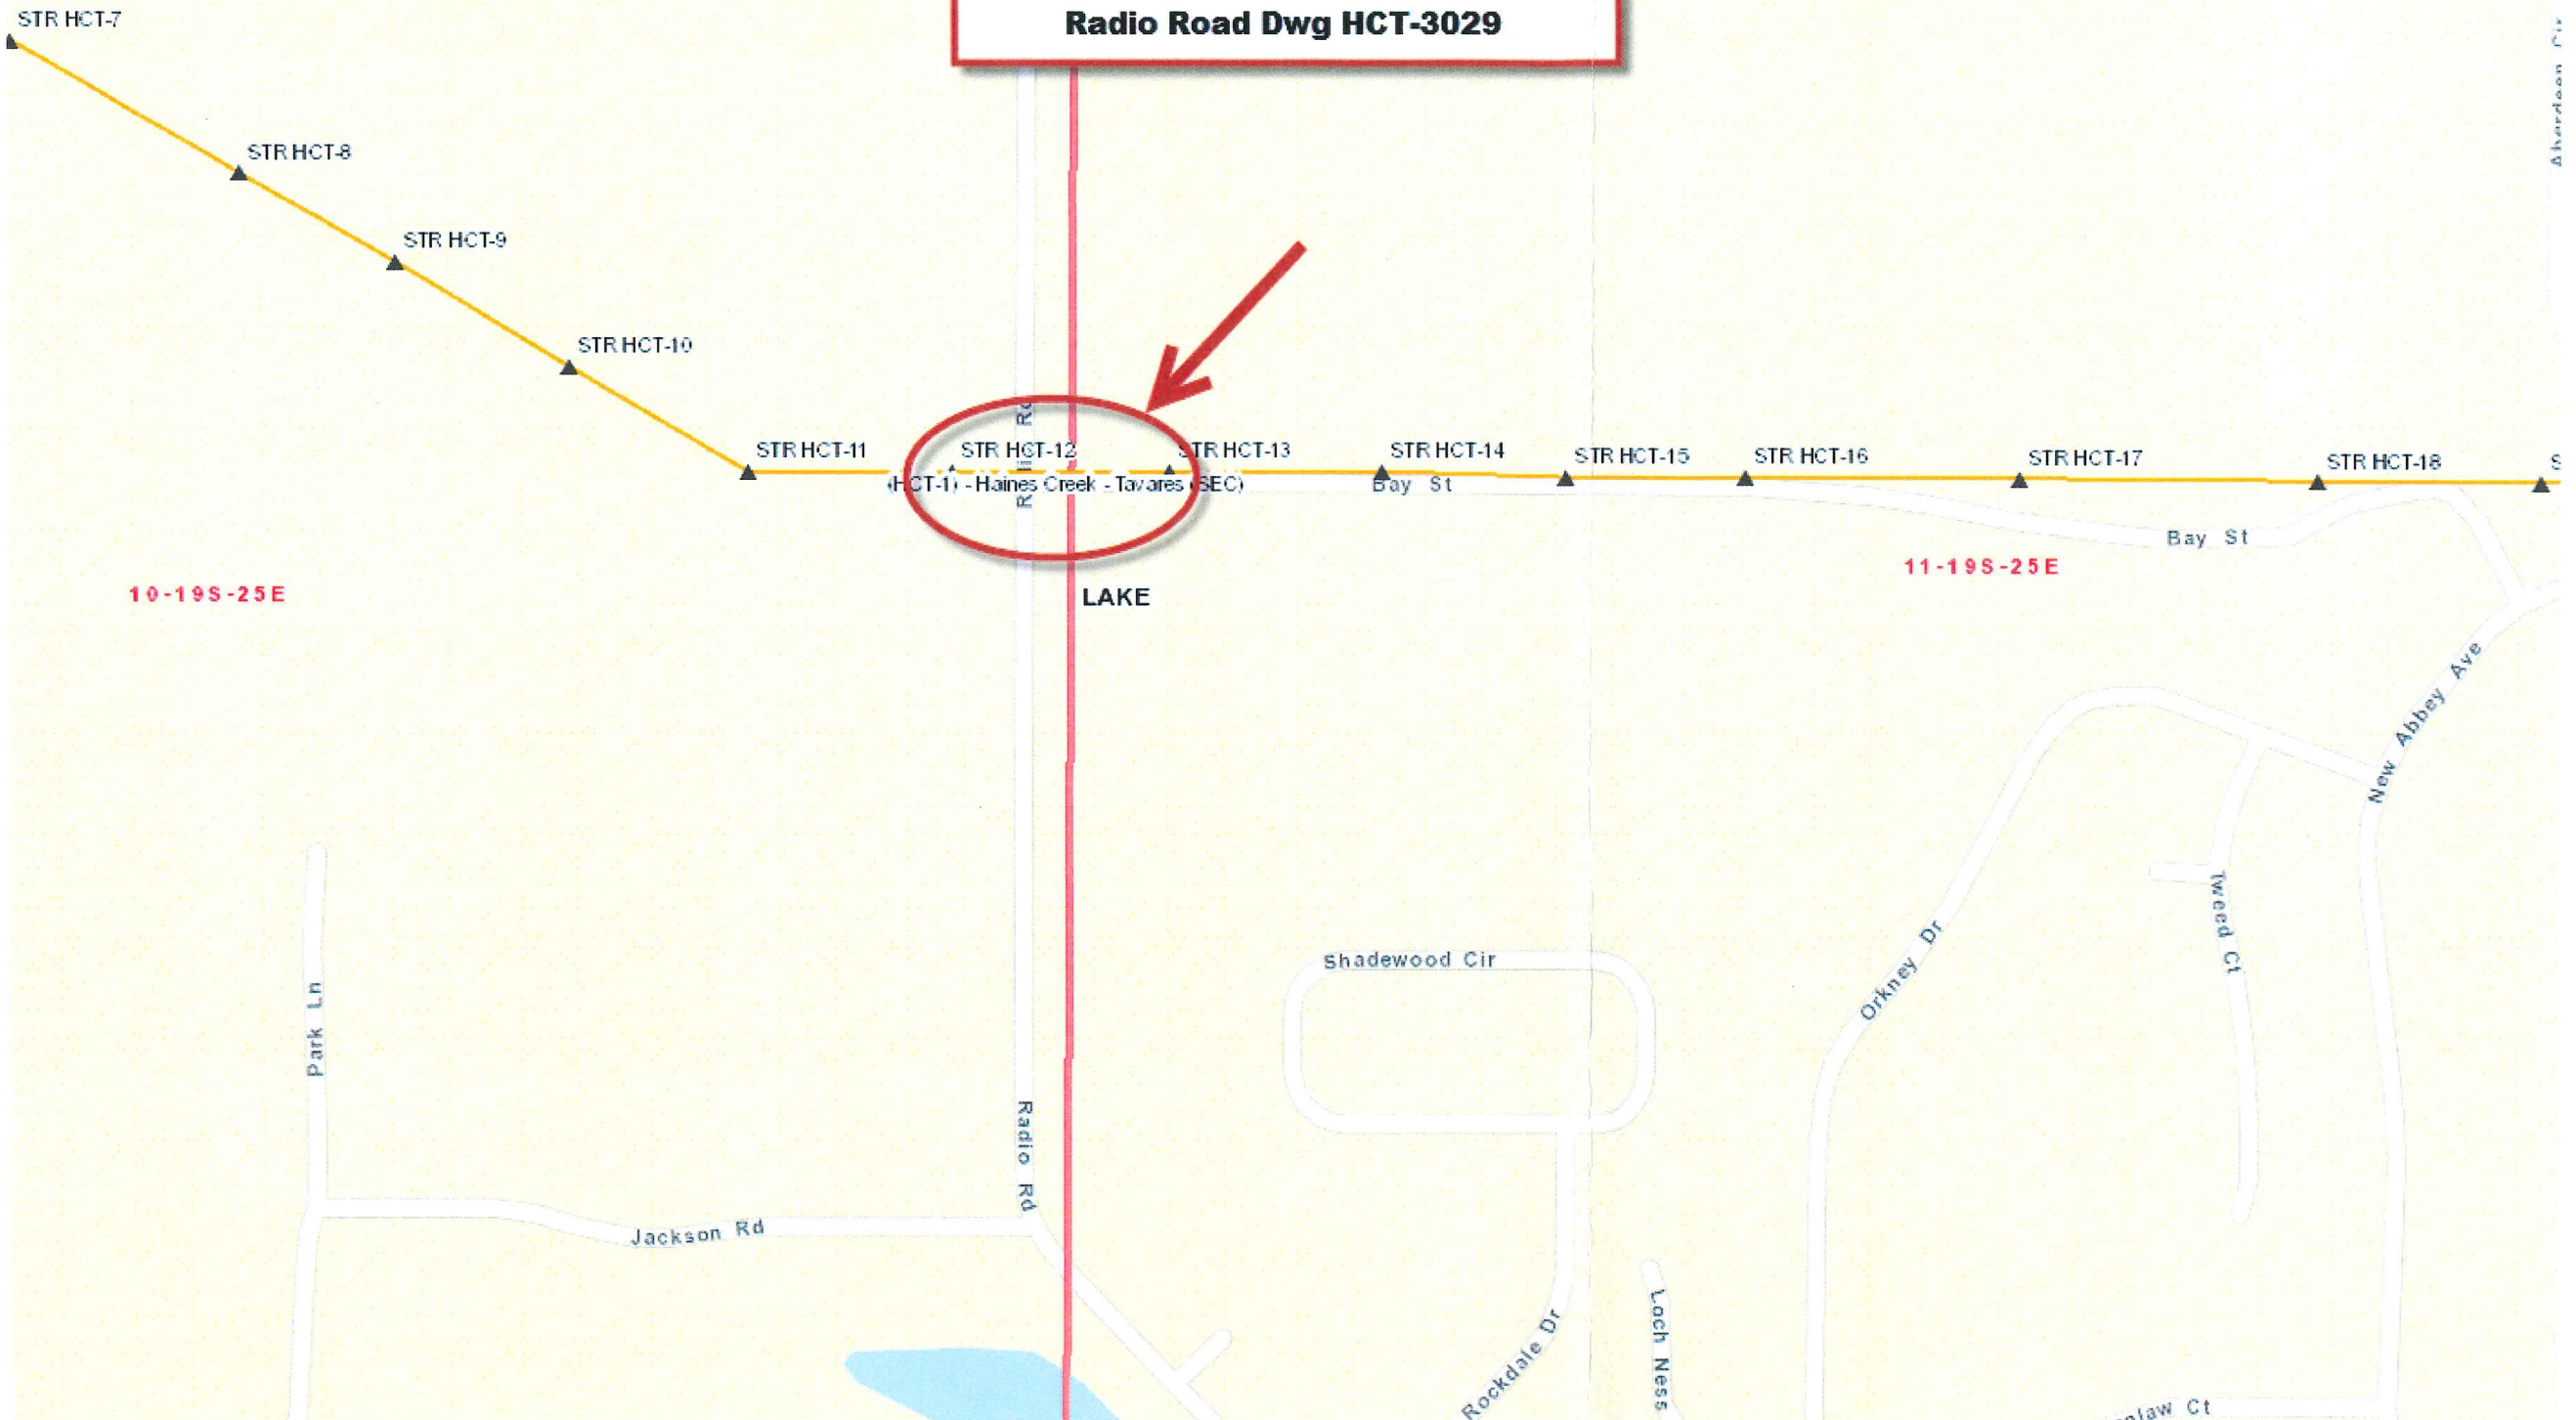 STR HCT-7
Radio Road Dwg HCT-3029
STR HCT-8
STR HCT-9
STR HCT-10
STR HCT-11
STR HCT-12
STR HCT-13
STR HCT-14
STR HCT-15
STR HCT-16
STR HCT-17
STR HCT-18
(HCT-1) - Haines Creek - Tavares (SEC)
Bay St
Bay St
11-19S-25E
10-19S-25E
LAKE
New Abbey Ave
Tweed Ct
Orkney Dr
Shadewood Cir
Park Ln
Radio Rd
Jackson Rd
Rockdale Dr
Loch Ness